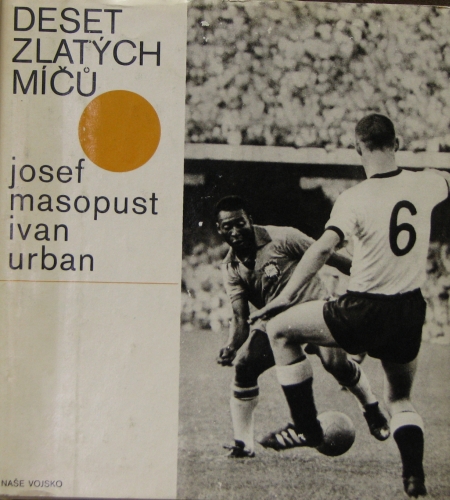 DESET
ZLATÝCH
MÍČŮ
josef
masopust
ivan
urban
NAŠE VOJSKO
6